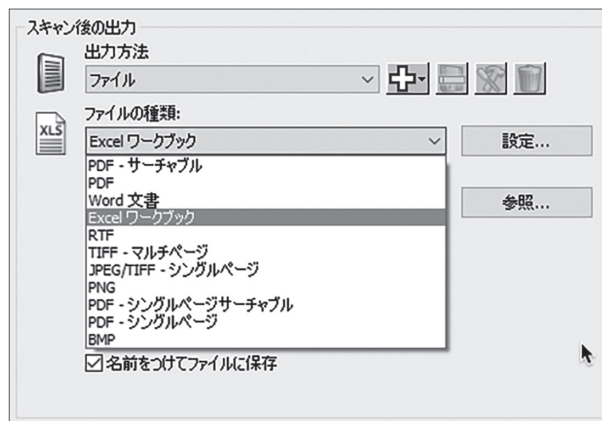 スキャン後の出力
出力方法
ファイル
ファイルの種類:
XLS
Excel ワークブック
設定...
PDF - サーチャブル
PDF
Word 文書
参照...
Excel ワークブック
RTF
TIFF - マルチページ
JPEG/TIFF - シングルページ
PNG
PDF - シングルページサーチャブル
PDF - シングルページ
BMP
名前をつけてファイルに保存